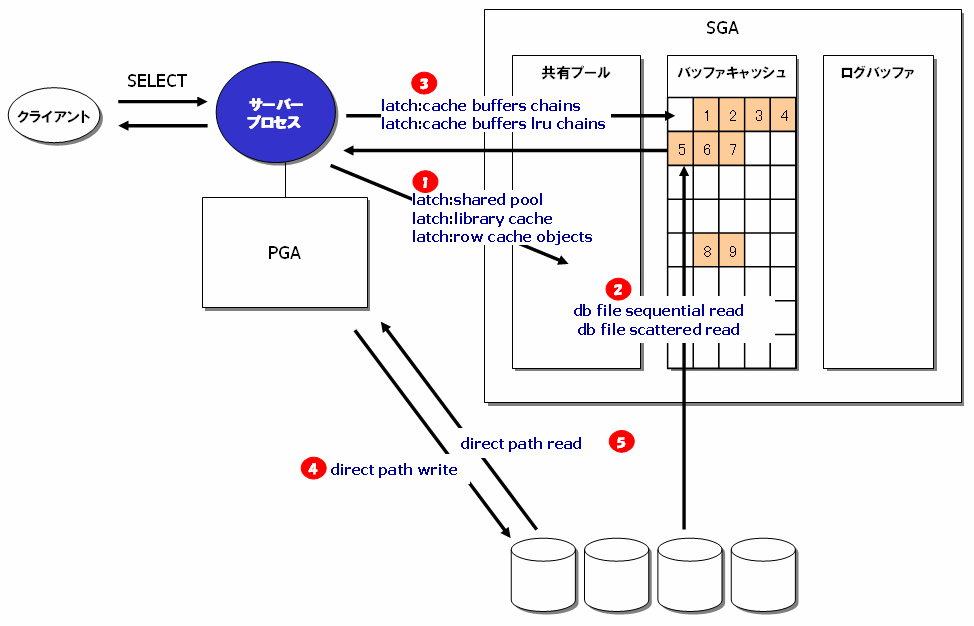 SGA
共有プール
バッファキャッシュ
ログバッファ
SELECT
クライアント
サーバー
プロセス
3
latch:cache buffers chains
latch:cache buffers lru chains
1 2 3 4
5 6 7
8 9
1
latch:shared pool
latch:library cache
latch:row cache objects
PGA
2
db file sequential read
db file scattered read
direct path read 5
4 direct path write